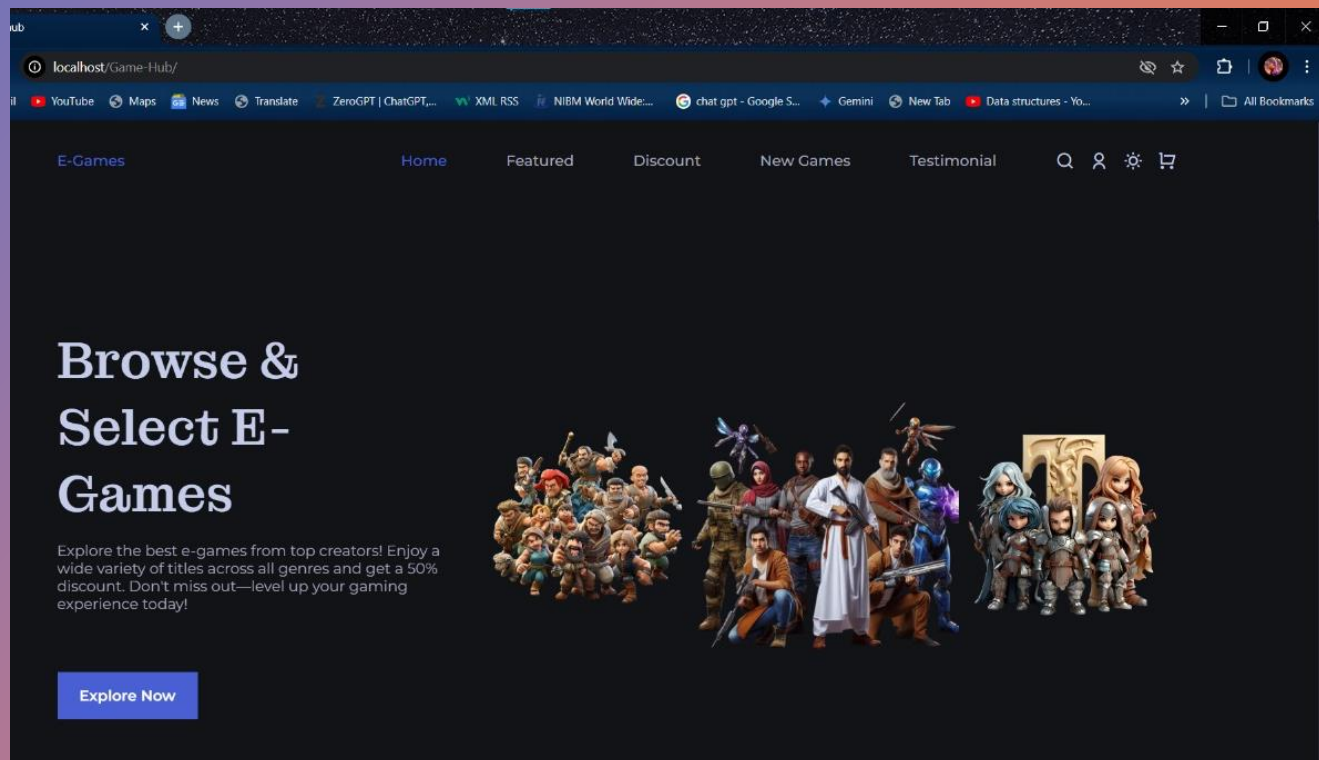 ub
localhost/Game-Hub/
il YouTube Maps News Translate ZeroGPT | ChatGPT,... XML RSS NIBM World Wide:... chat gpt - Google S... Gemini New Tab Data structures - Yo... » All Bookmarks
E-Games Home Featured Discount New Games Testimonial
Browse &
Select E-
Games
Explore the best e-games from top creators! Enjoy a
wide variety of titles across all genres and get a 50%
discount. Don't miss out—level up your gaming
experience today!
Explore Now